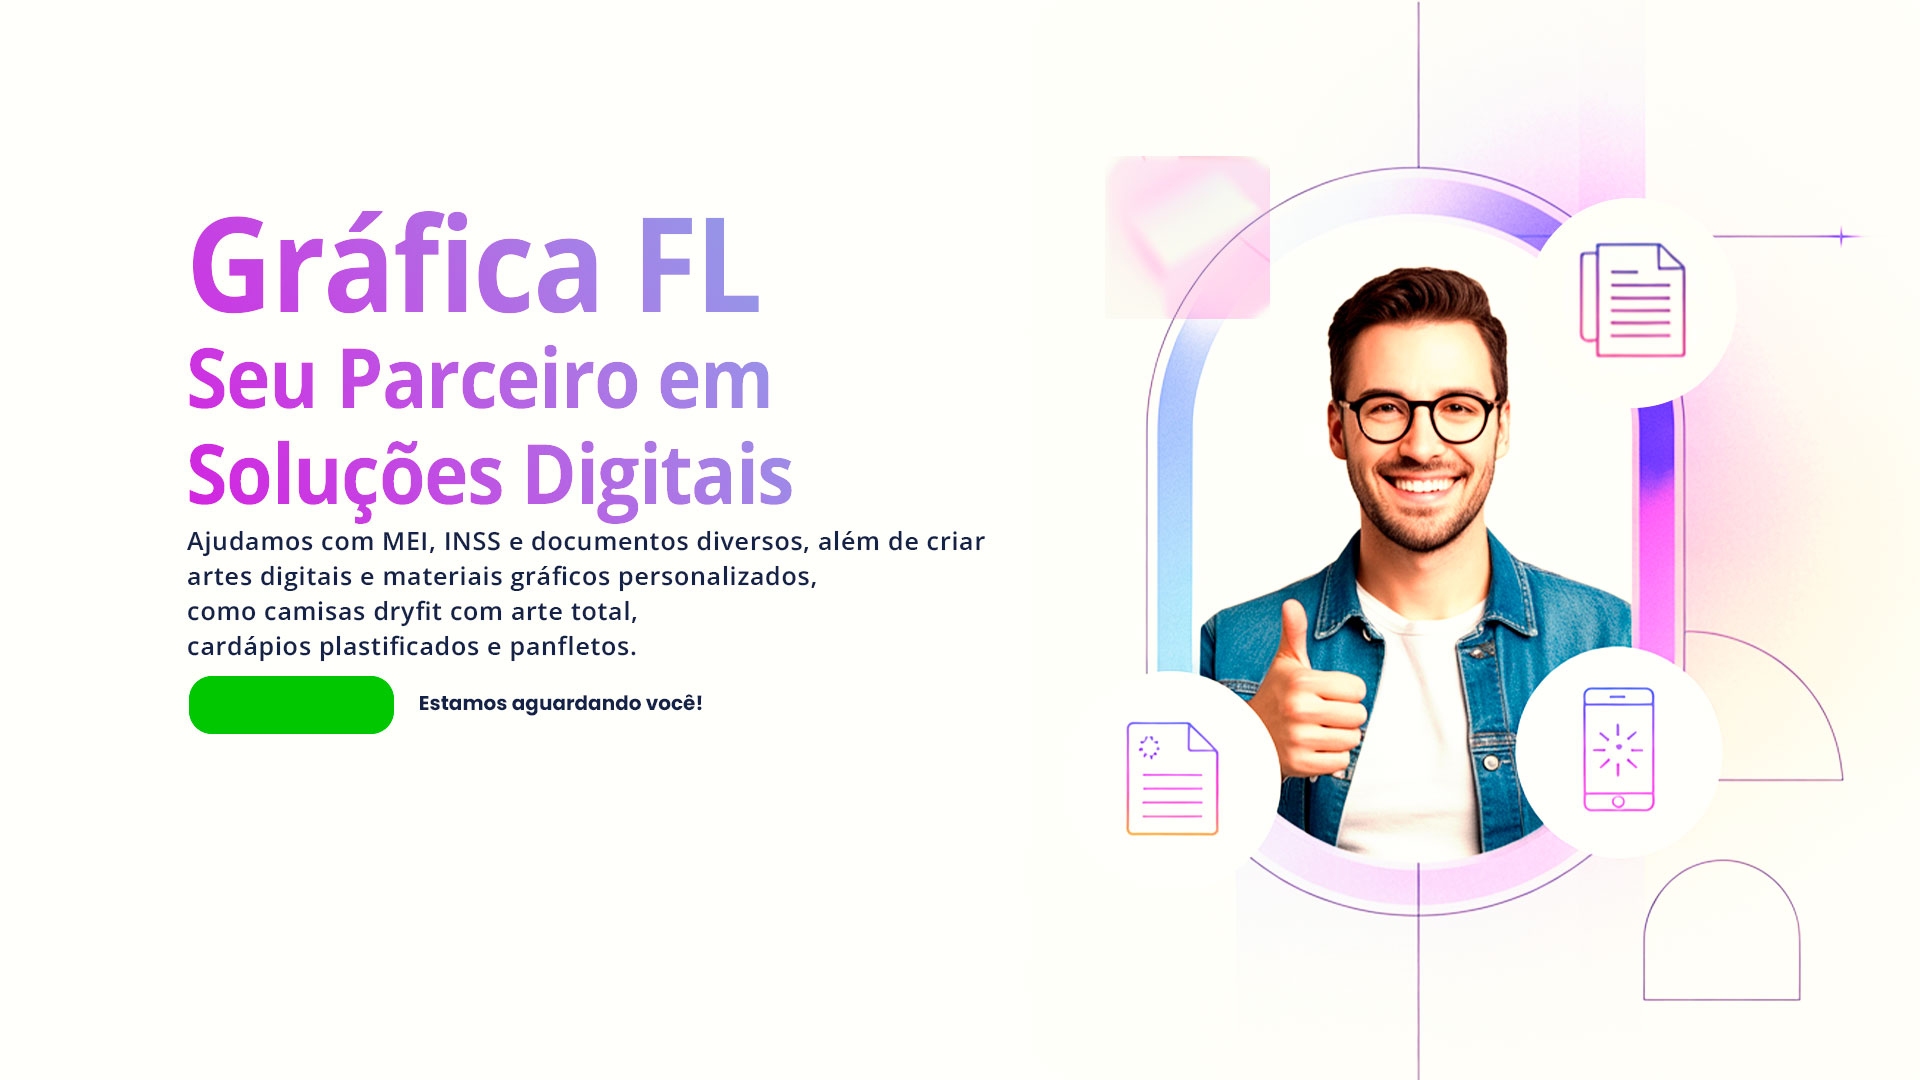 Gráfica FL
Seu Parceiro em
Soluções Digitais
Ajudamos com MEI, INSS e documentos diversos, além de criar
artes digitais e materiais gráficos personalizados,
como camisas dryfit com arte total,
cardápios plastificados e panfletos.
Estamos aguardando você!